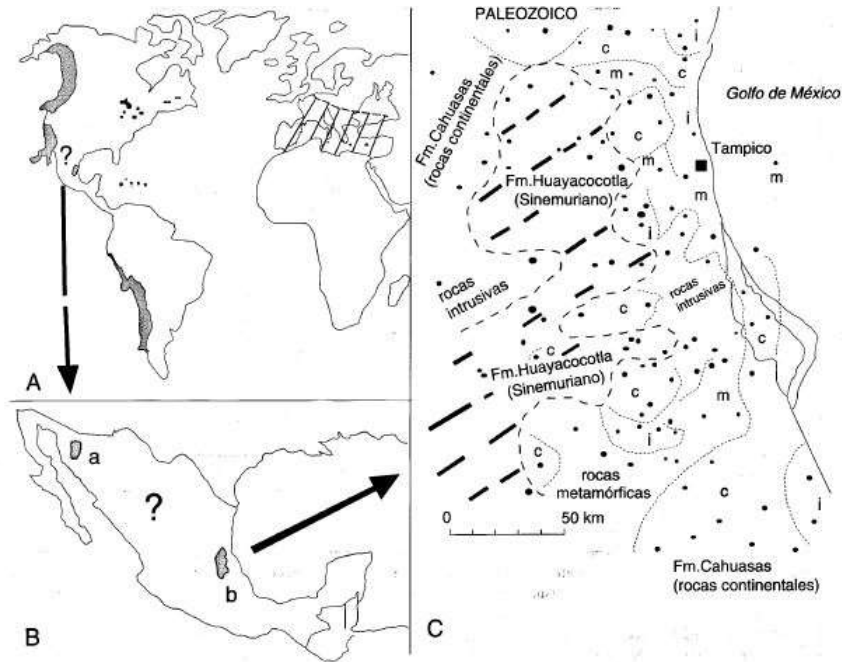 ?
A
a
?
b
B
PALEOZOICO
i
c
c
m
Golfo de México
Fm.Cahuasas
(rocas continentales)
c
i
Tampico
m
m
Fm.Huayacocotla
(Sinemuriano)
m
i
rocas
intrusivas
rocas
intrusivas
c
c
c
Fm.Huayacocotla
(Sinemuriano)
c
m
i
c
rocas
metamórficas
c
i
0 50 km
Fm.Cahuasas
(rocas continentales)
C